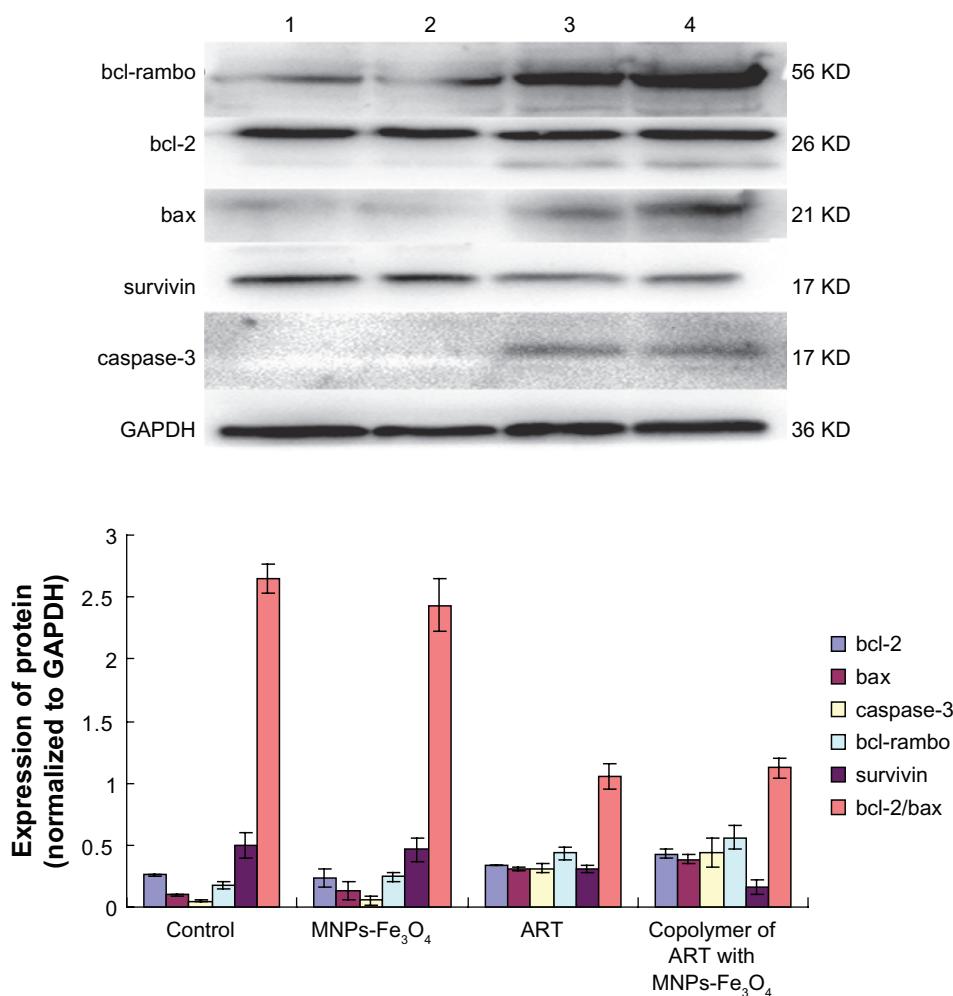 1 2 3 4
bcl-rambo 56 KD
bcl-2 26 KD
bax 21 KD
survivin 17 KD
caspase-3 17 KD
GAPDH 36 KD
Expression of protein
(normalized to GAPDH)
3
2.5
2
1.5
1
0.5
0
Control
MNPs-Fe₃O₄
ART
Copolymer of
ART with
MNPs-Fe₃O₄
bcl-2
bax
caspase-3
bcl-rambo
survivin
bcl-2/bax